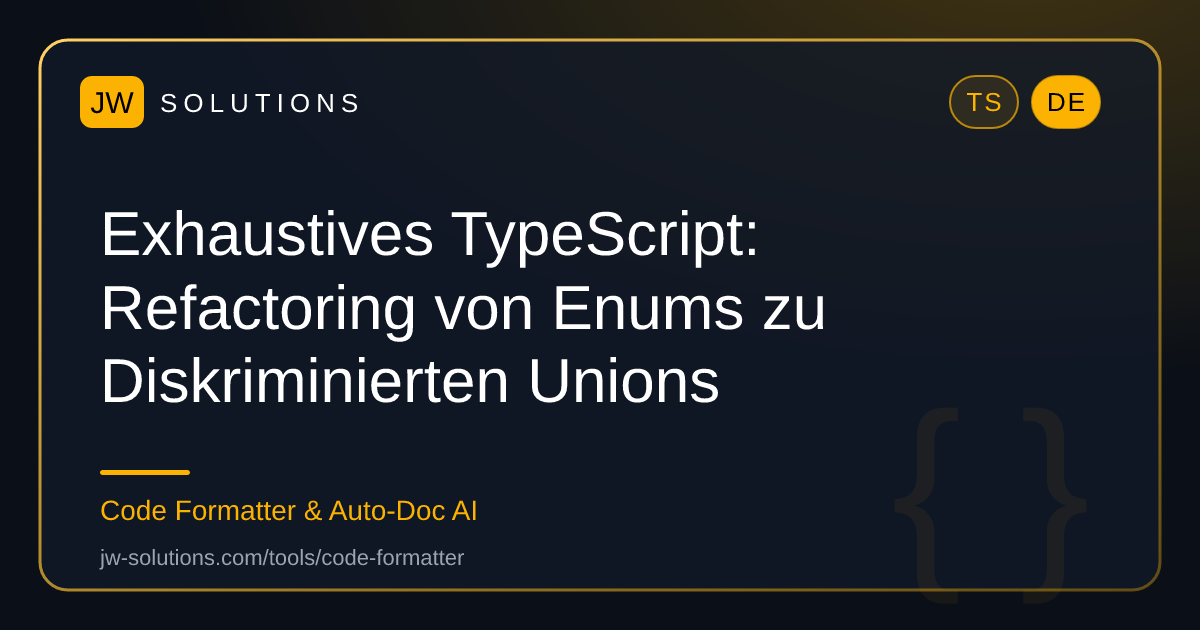 JW SOLUTIONS
TS DE
Exhaustives TypeScript:
Refactoring von Enums zu
Diskriminierten Unions
Code Formatter & Auto-Doc AI
jw-solutions.com/tools/code-formatter
{ }